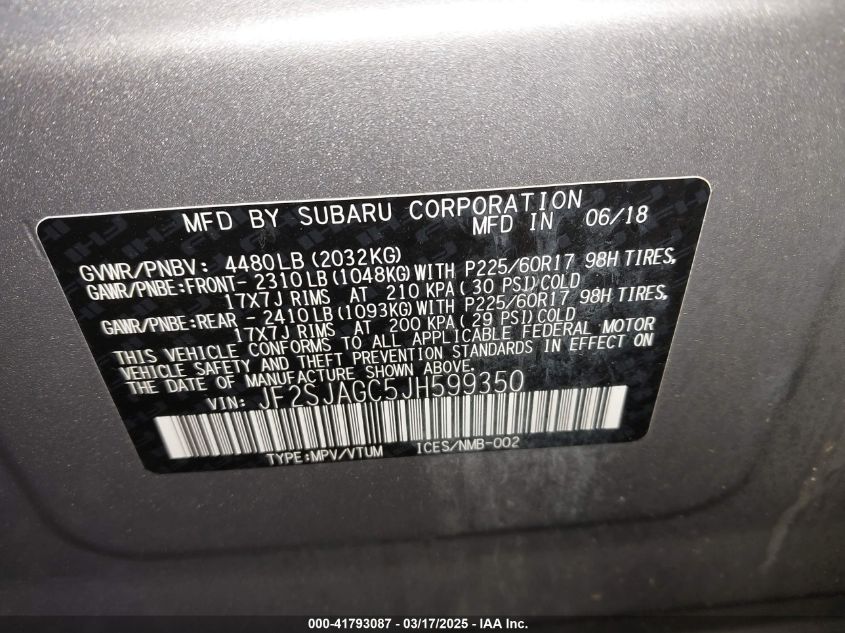 MFD BY SUBARU CORPORATION
MFD IN 06/18
GVWR/PNBV: 4480LB (2032KG)
GAWR/PNBE:FRONT- 2310LB (1048KG) WITH P225/60R17 98H TIRES,
17X7J RIMS AT 210 KPA (30 PSI) COLD
GAWR/PNBE:REAR - 2410LB (1093KG) WITH P225/60R17 98H TIRES,
17X7J RIMS AT 200 KPA (29 PSI) COLD
THIS VEHICLE CONFORMS TO ALL APPLICABLE FEDERAL MOTOR
VEHICLE SAFETY AND THEFT PREVENTION STANDARDS IN EFFECT ON
THE DATE OF MANUFACTURE SHOWN ABOVE.
VIN: JF2SJAGC5JH599350
TYPE:MPV/VTUM ICES/NMB-002
000-41793087 - 03/17/2025 - IAA Inc.